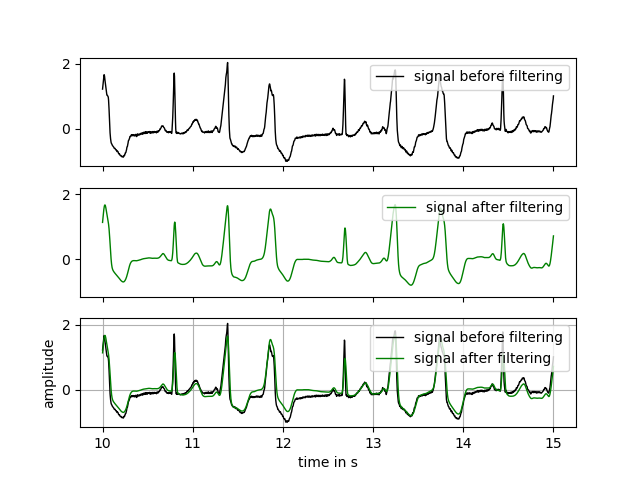 2
0
signal before filtering
2
0
signal after filtering
amplitude
2
0
signal before filtering
signal after filtering
10 11 12 13 14 15
time in s